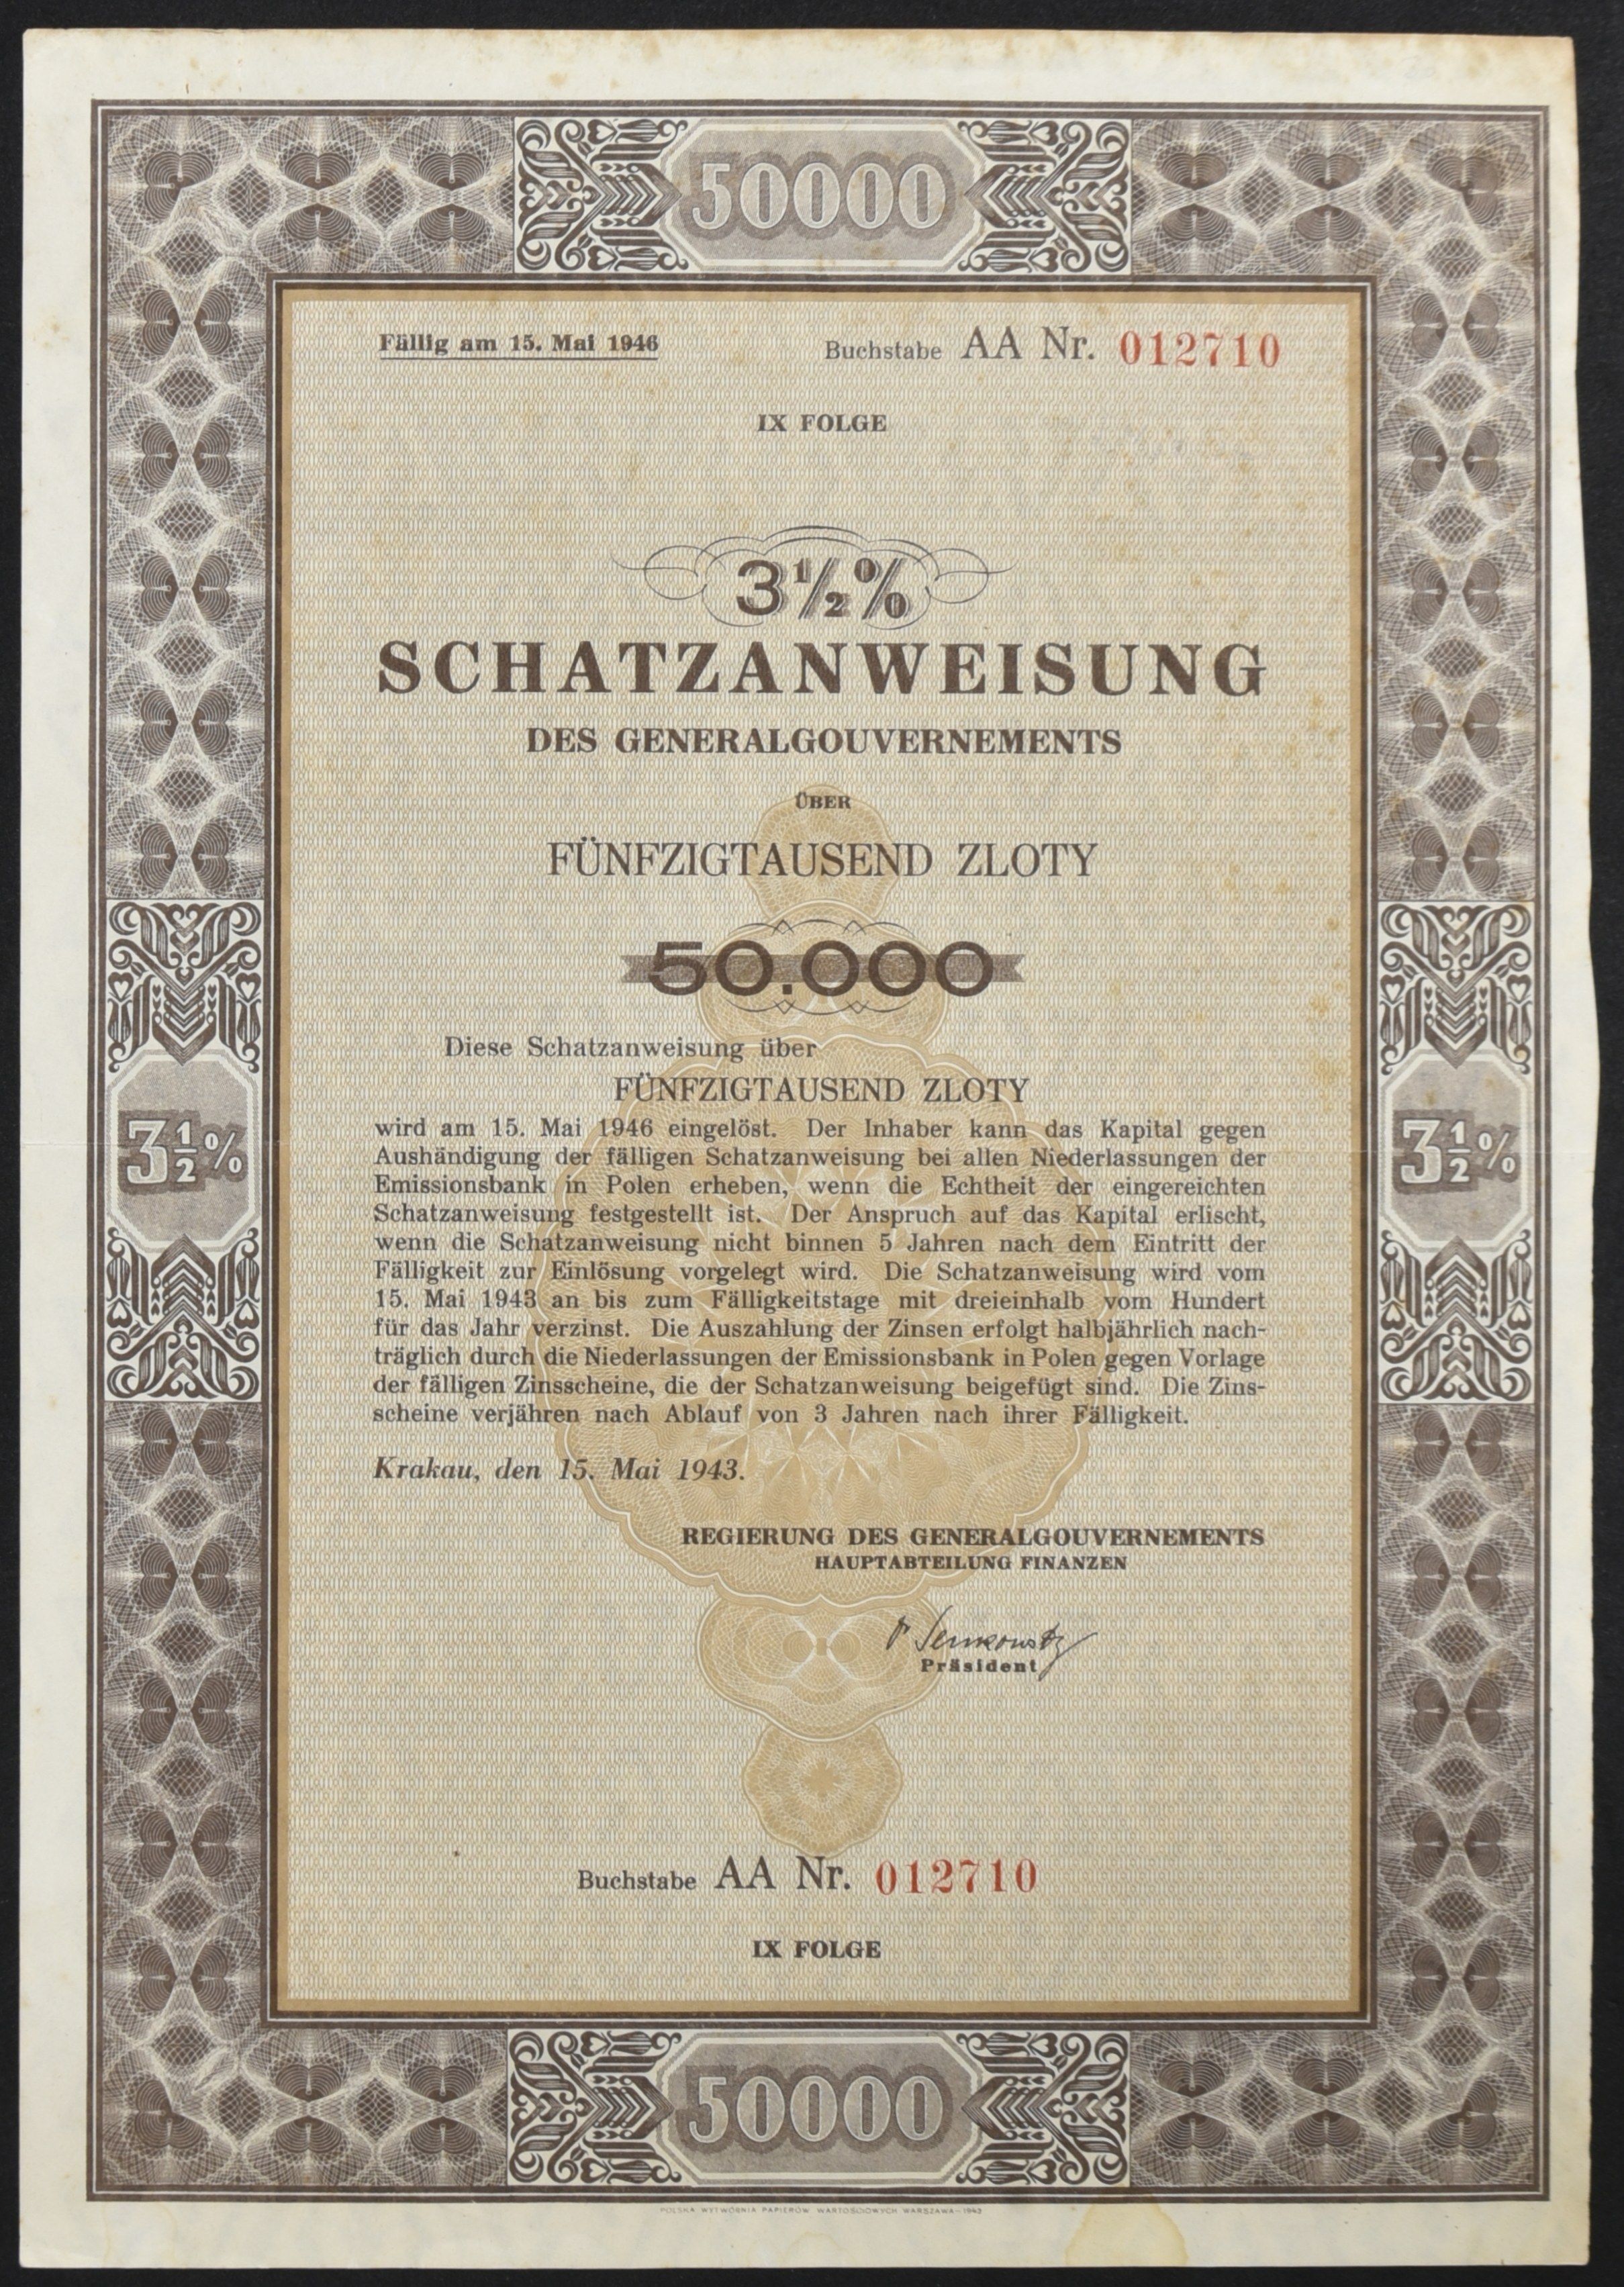 50000
Fällig am 15. Mai 1946
Buchstabe AA Nr. 012710
IX FOLGE
3½%
SCHATZANWEISUNG
DES GENERALGOUVERNEMENTS
ÜBER
FÜNFZIGTAUSEND ZLOTY
50.000
Diese Schatzanweisung über
FÜNFZIGTAUSEND ZLOTY
wird am 15. Mai 1946 eingelöst. Der Inhaber kann das Kapital gegen
Aushändigung der fälligen Schatzanweisung bei allen Niederlassungen der
Emissionsbank in Polen erheben, wenn die Echtheit der eingereichten
Schatzanweisung festgestellt ist. Der Anspruch auf das Kapital erlischt,
wenn die Schatzanweisung nicht binnen 5 Jahren nach dem Eintritt der
Fälligkeit zur Einlösung vorgelegt wird. Die Schatzanweisung wird vom
15. Mai 1943 an bis zum Fälligkeitstage mit dreieinhalb vom Hundert
für das Jahr verzinst. Die Auszahlung der Zinsen erfolgt halbjährlich nach-
träglich durch die Niederlassungen der Emissionsbank in Polen gegen Vorlage
der fälligen Zinsscheine, die der Schatzanweisung beigefügt sind. Die Zins-
scheine verjähren nach Ablauf von 3 Jahren nach ihrer Fälligkeit.
3½%
3½%
Krakau, den 15. Mai 1943.
REGIERUNG DES GENERALGOUVERNEMENTS
HAUPTABTEILUNG FINANZEN
Präsident
Buchstabe AA Nr. 012710
IX FOLGE
50000
POLSKA WYTWÓRNIA PAPIERÓW WARTOŚCIOWYCH WARSZAWA—1943